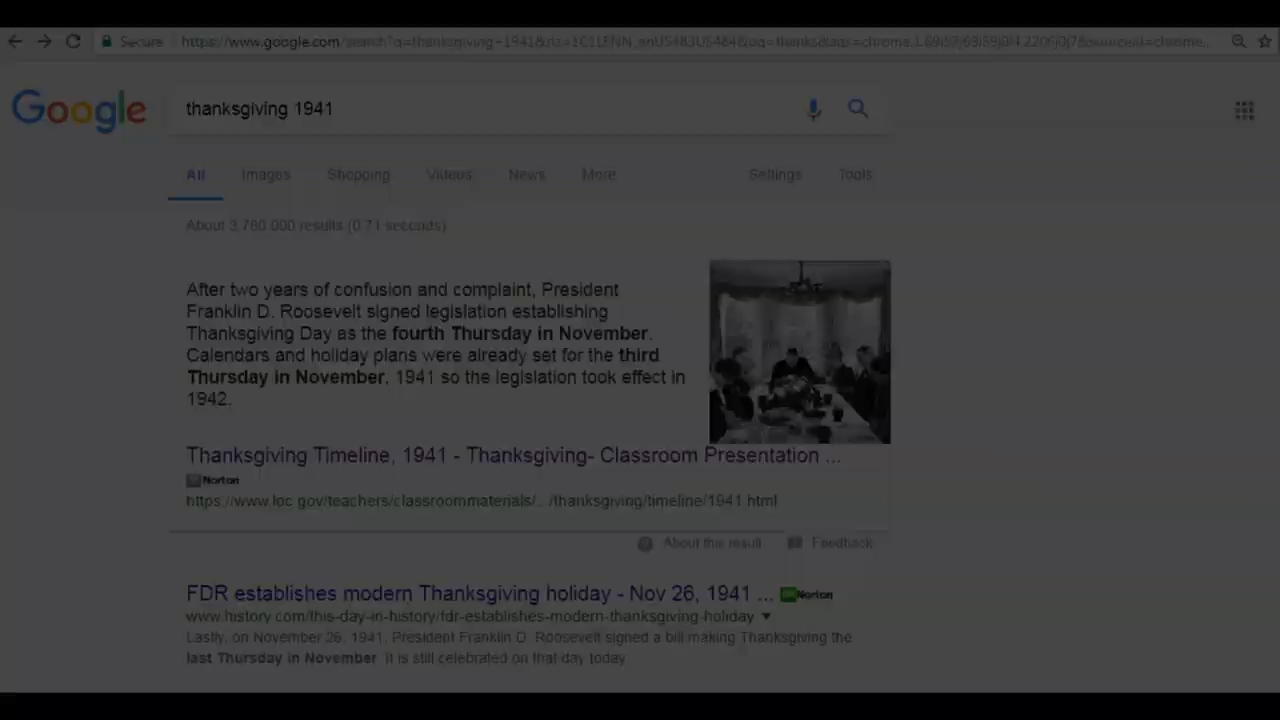 Secure
Google
thanksgiving 1941
All Images Shopping Videos News More Settings Tools
About 3,760,000 results (0.71 seconds)
After two years of confusion and complaint, President
Franklin D. Roosevelt signed legislation establishing
Thanksgiving Day as the fourth Thursday in November.
Calendars and holiday plans were already set for the third
Thursday in November, 1941 so the legislation took effect in
1942.
Thanksgiving Timeline, 1941 - Thanksgiving- Classroom Presentation ...
Norton
https://www.loc.gov/teachers/classroommaterials/.../thanksgiving/timeline/1941.html
About this result Feedback
FDR establishes modern Thanksgiving holiday - Nov 26, 1941 ... Norton
www.history.com/this-day-in-history/fdr-establishes-modern-thanksgiving-holiday
Lastly, on November 26, 1941, President Franklin D. Roosevelt signed a bill making Thanksgiving the
last Thursday in November. It is still celebrated on that day today.